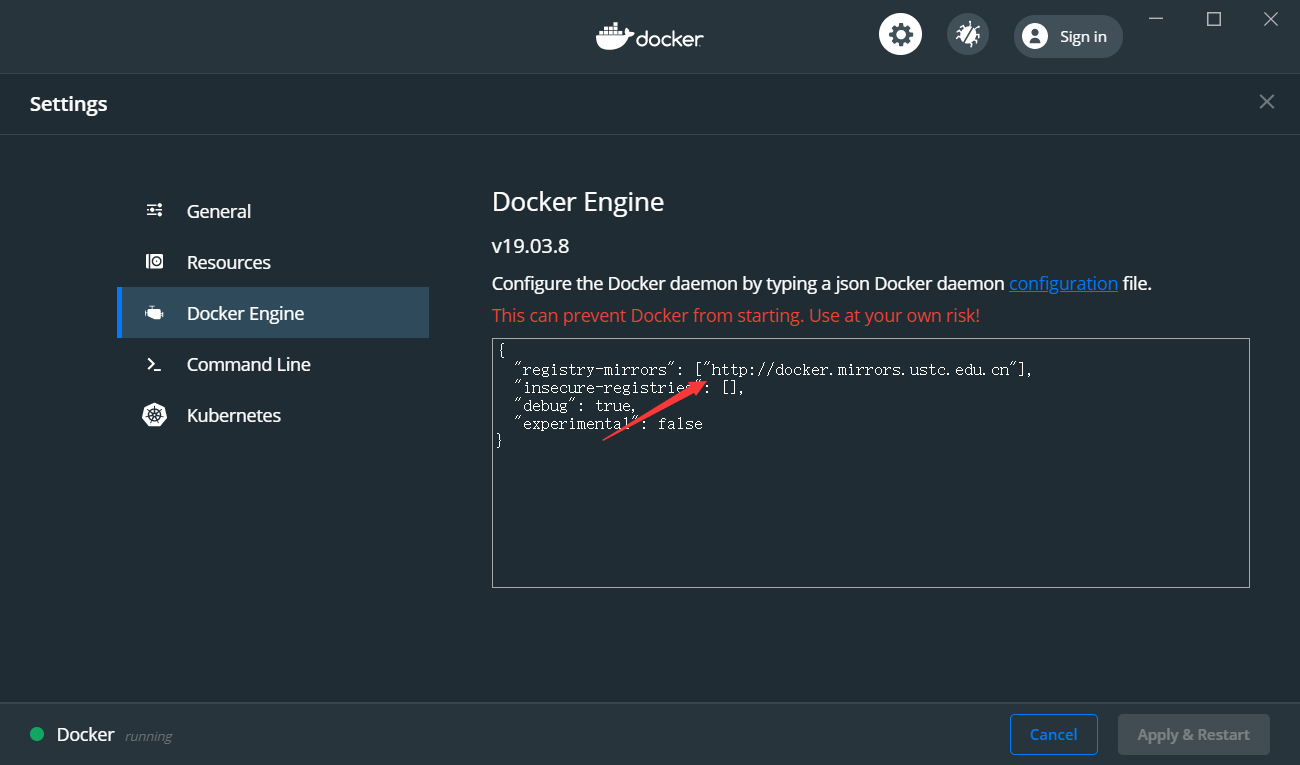 docker
Sign in
Settings
General
Resources
Docker Engine
Command Line
Kubernetes
Docker Engine
v19.03.8
Configure the Docker daemon by typing a json Docker daemon configuration file.
This can prevent Docker from starting. Use at your own risk!
{
"registry-mirrors": ["http://docker.mirrors.ustc.edu.cn"],
"insecure-registries": [],
"debug": true,
"experimental": false
}
Docker running
Cancel
Apply & Restart